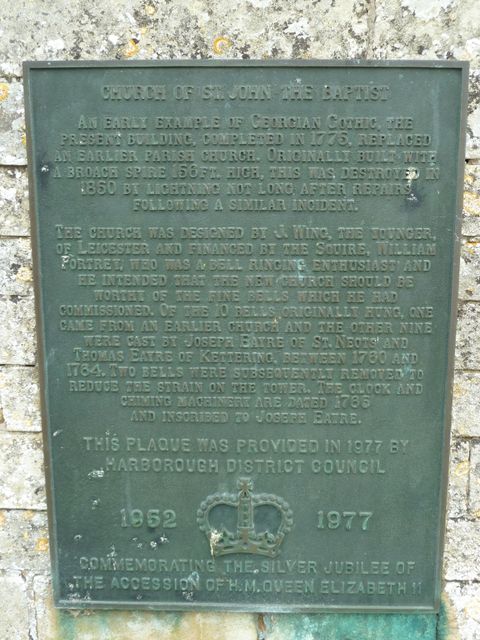 CHURCH OF ST. JOHN THE BAPTIST
AN EARLY EXAMPLE OF GEORGIAN GOTHIC, THE
PRESENT BUILDING, COMPLETED IN 1775, REPLACED
AN EARLIER PARISH CHURCH. ORIGINALLY BUILT WITH
A BROACH SPIRE 156FT. HIGH, THIS WAS DESTROYED IN
1850 BY LIGHTNING NOT LONG AFTER REPAIRS
FOLLOWING A SIMILAR INCIDENT.
THE CHURCH WAS DESIGNED BY J. WING, THE YOUNGER,
OF LEICESTER AND FINANCED BY THE SQUIRE, WILLIAM
FORTREY, WHO WAS A BELL RINGING ENTHUSIAST AND
HE INTENDED THAT THE NEW CHURCH SHOULD BE
WORTHY OF THE FINE BELLS WHICH HE HAD
COMMISSIONED. OF THE 10 BELLS ORIGINALLY HUNG, ONE
CAME FROM AN EARLIER CHURCH AND THE OTHER NINE
WERE CAST BY JOSEPH EAYRE OF ST. NEOTS AND
THOMAS EAYRE OF KETTERING, BETWEEN 1760 AND
1764. TWO BELLS WERE SUBSEQUENTLY REMOVED TO
REDUCE THE STRAIN ON THE TOWER. THE CLOCK AND
CHIMING MACHINERY ARE DATED 1765
AND INSCRIBED TO JOSEPH EAYRE.
THIS PLAQUE WAS PROVIDED IN 1977 BY
HARBOROUGH DISTRICT COUNCIL
1952 1977
COMMEMORATING THE SILVER JUBILEE OF
THE ACCESSION OF H.M. QUEEN ELIZABETH II